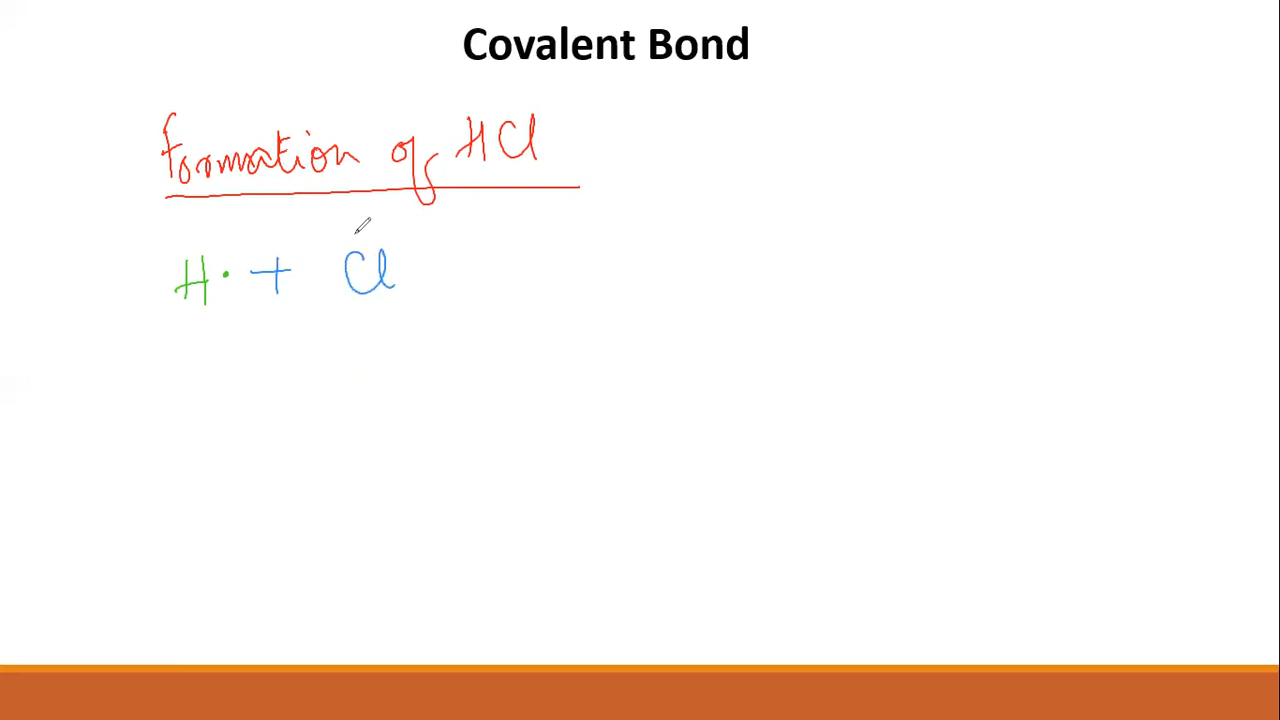 Covalent Bond
Formation of HCl
H· + Cl